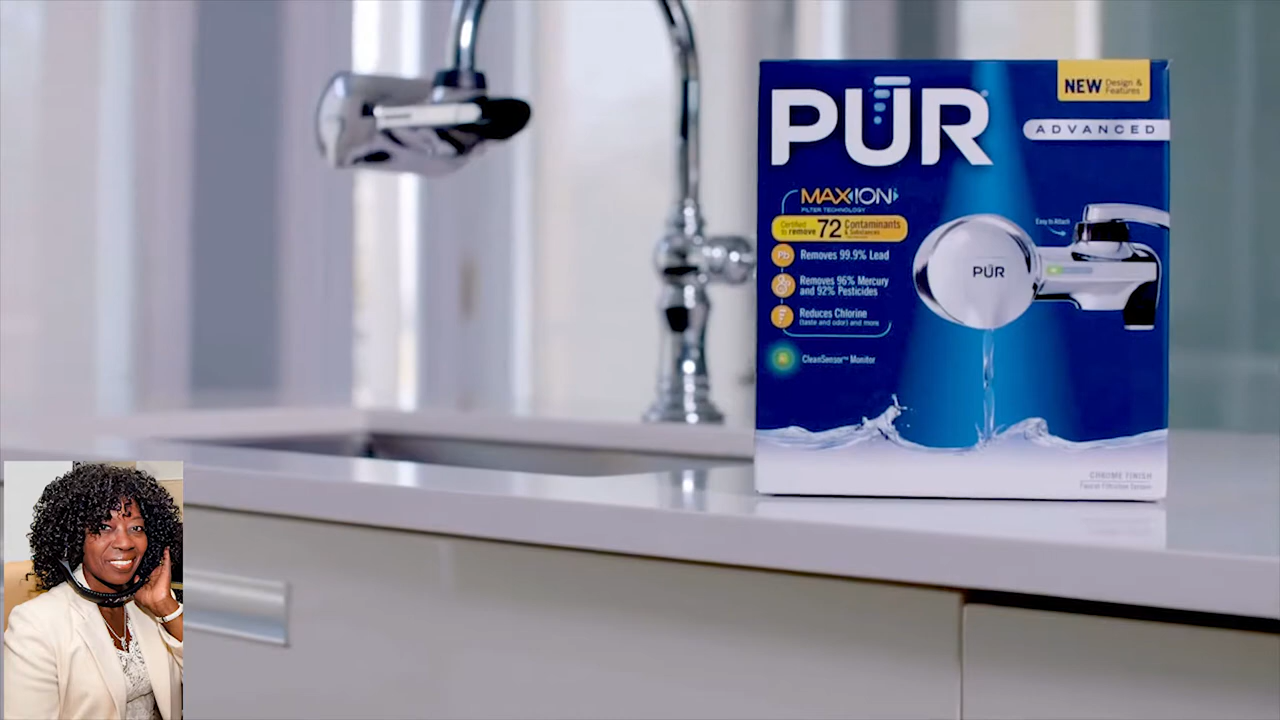 PŪR
NEW Design &
Features
ADVANCED
MAXION
FILTER TECHNOLOGY
Certified
to remove 72 Contaminants
& Substances
Pb Removes 99.9% Lead
Removes 96% Mercury
and 92% Pesticides
Reduces Chlorine
(taste and odor) and more
CleanSensor™ Monitor
Easy to Attach
PŪR
CHROME FINISH
Faucet Filtration System